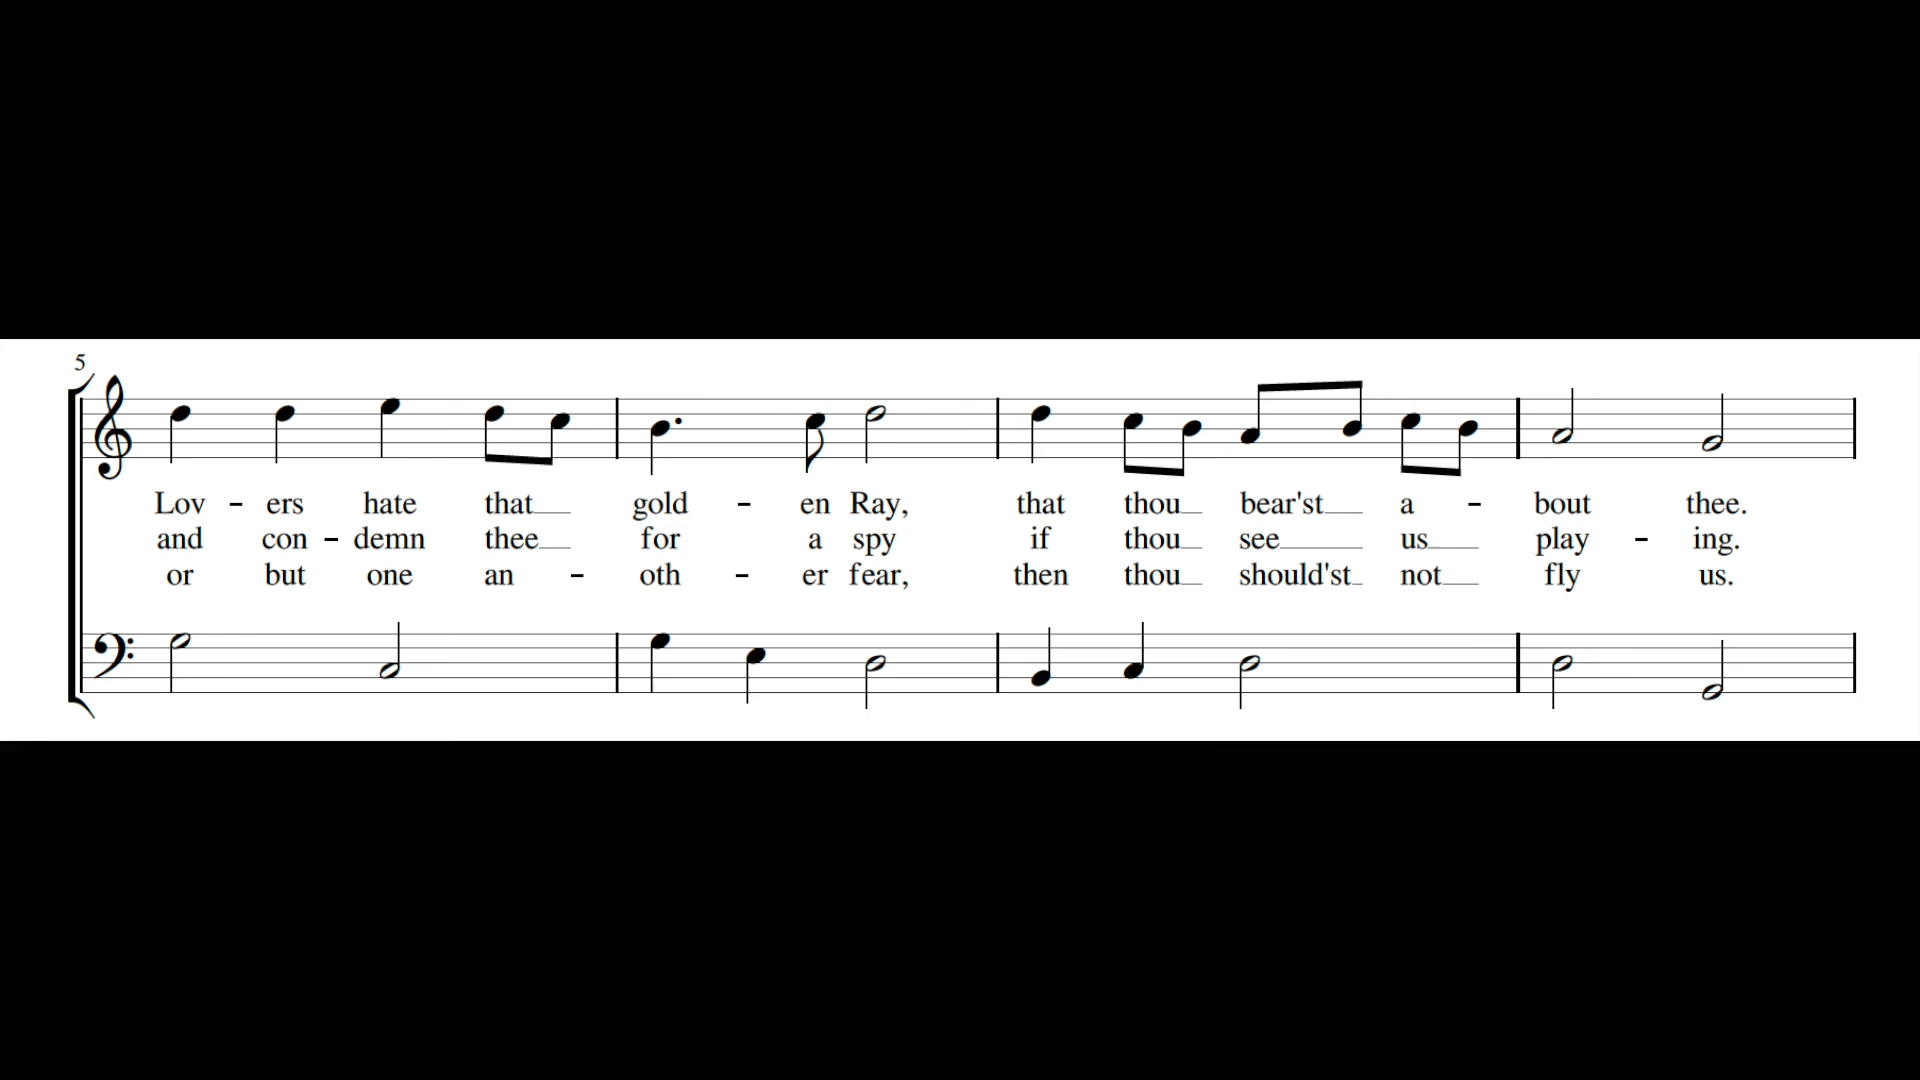 5
Lov - ers hate that gold - en Ray, that thou bear'st a - bout thee.
and con - demn thee for a spy if thou see us play - ing.
or but one an - oth - er fear, then thou should'st not fly us.